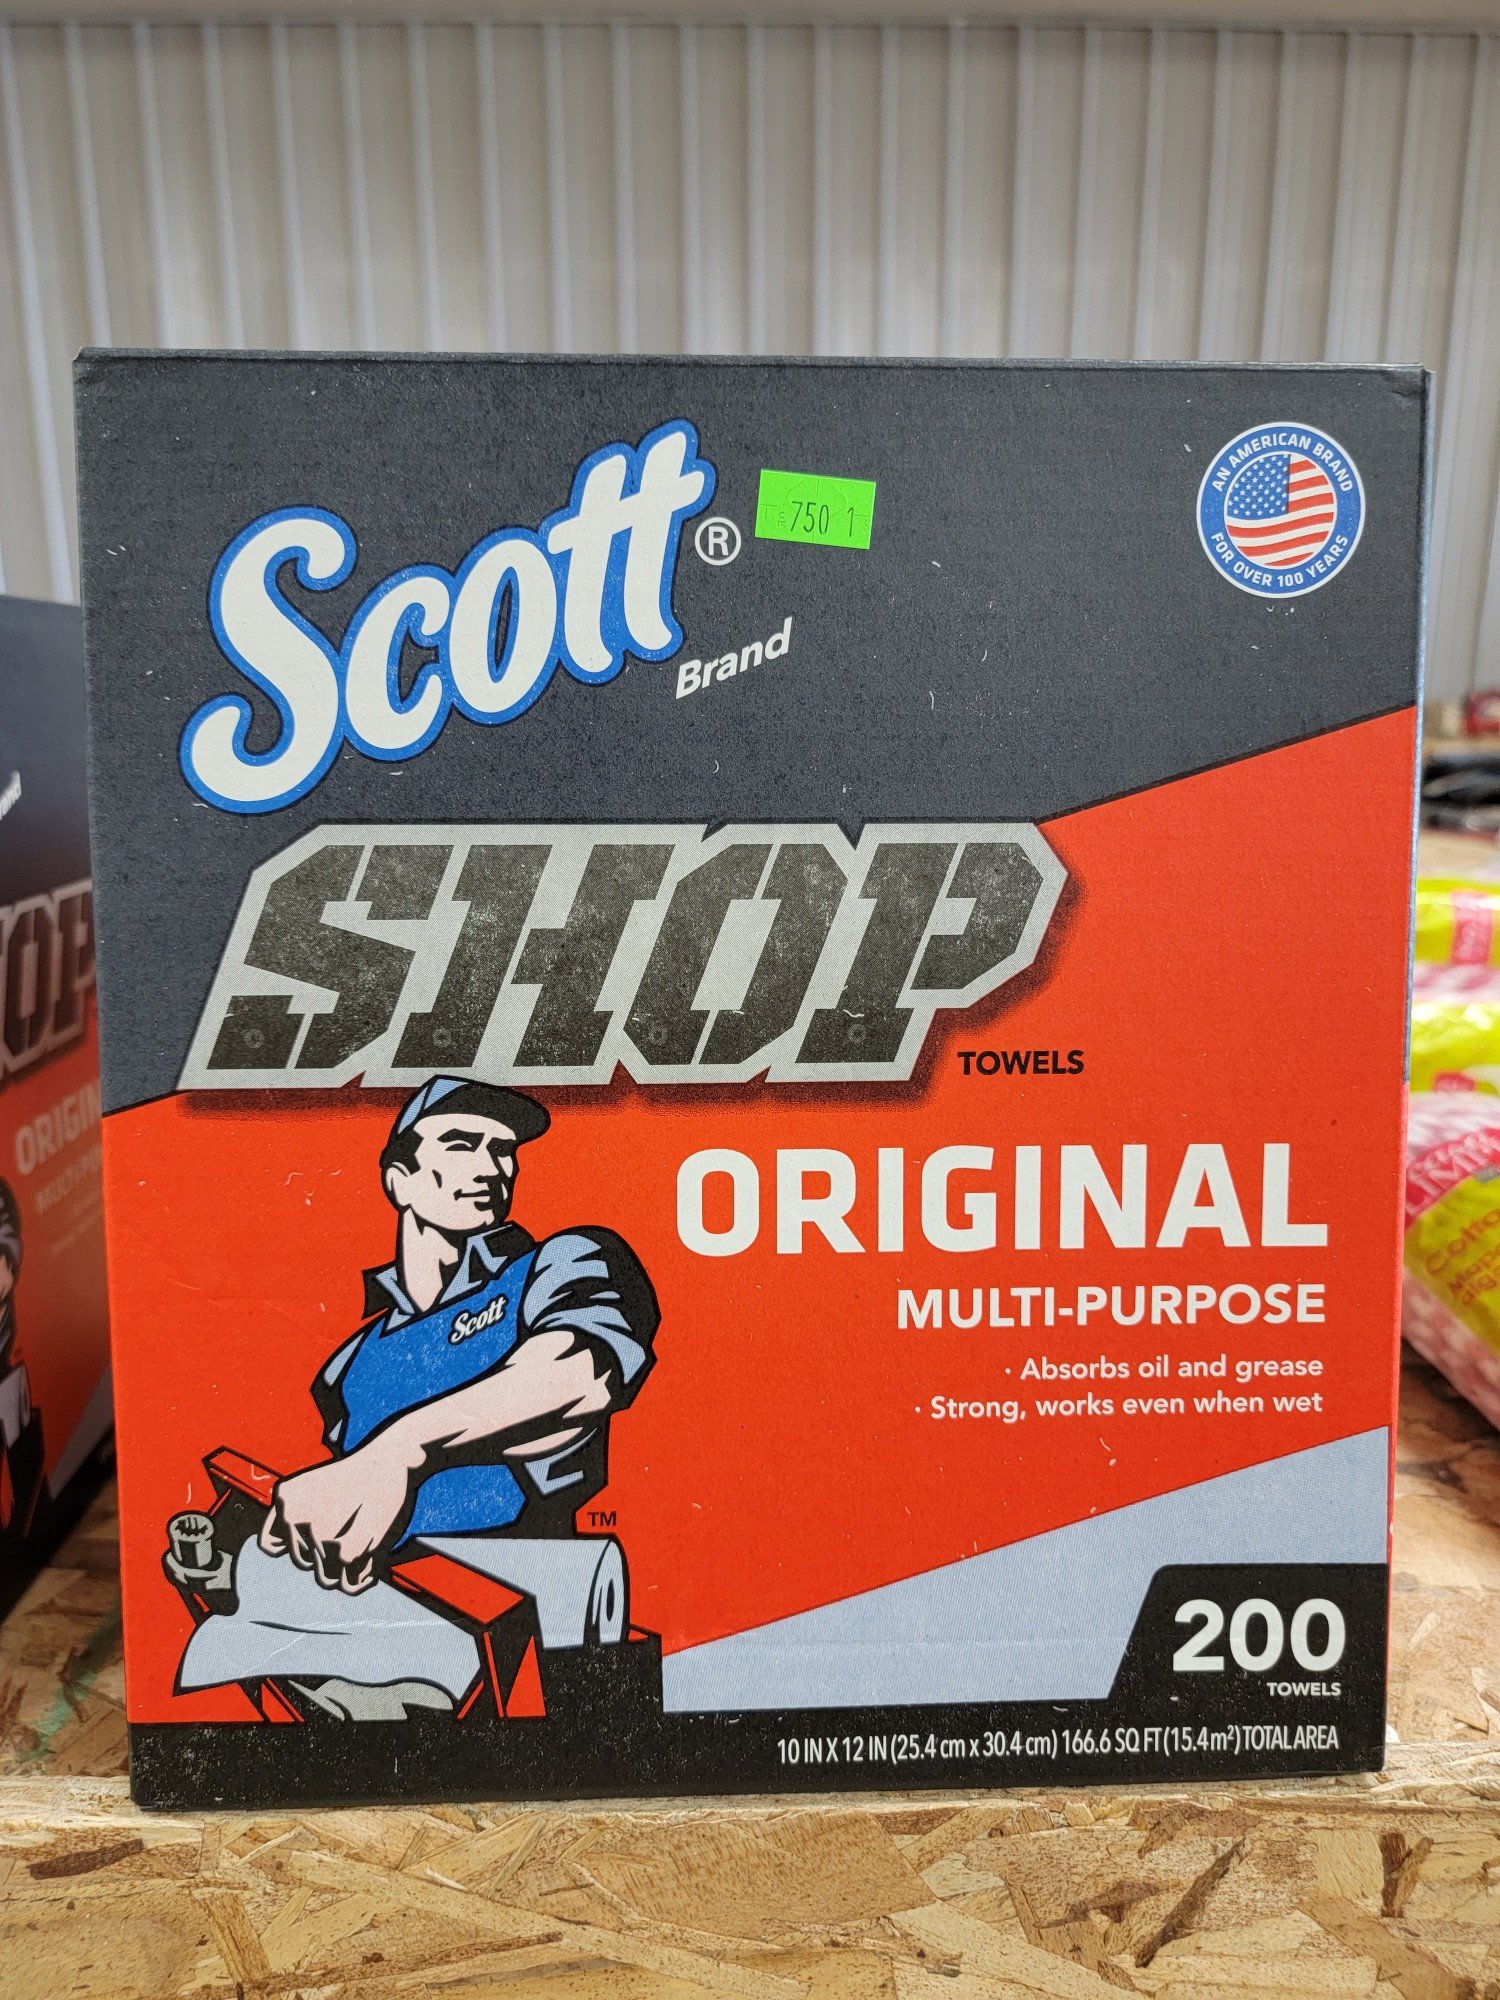 Scott®
750 1
Brand
AN AMERICAN BRAND
FOR OVER 100 YEARS
SHOP
TOWELS
ORIGINAL
MULTI-PURPOSE
· Absorbs oil and grease
· Strong, works even when wet
Scott
TM
200
TOWELS
10 IN X 12 IN (25.4 cm x 30.4 cm) 166.6 SQ FT (15.4 m²) TOTAL AREA